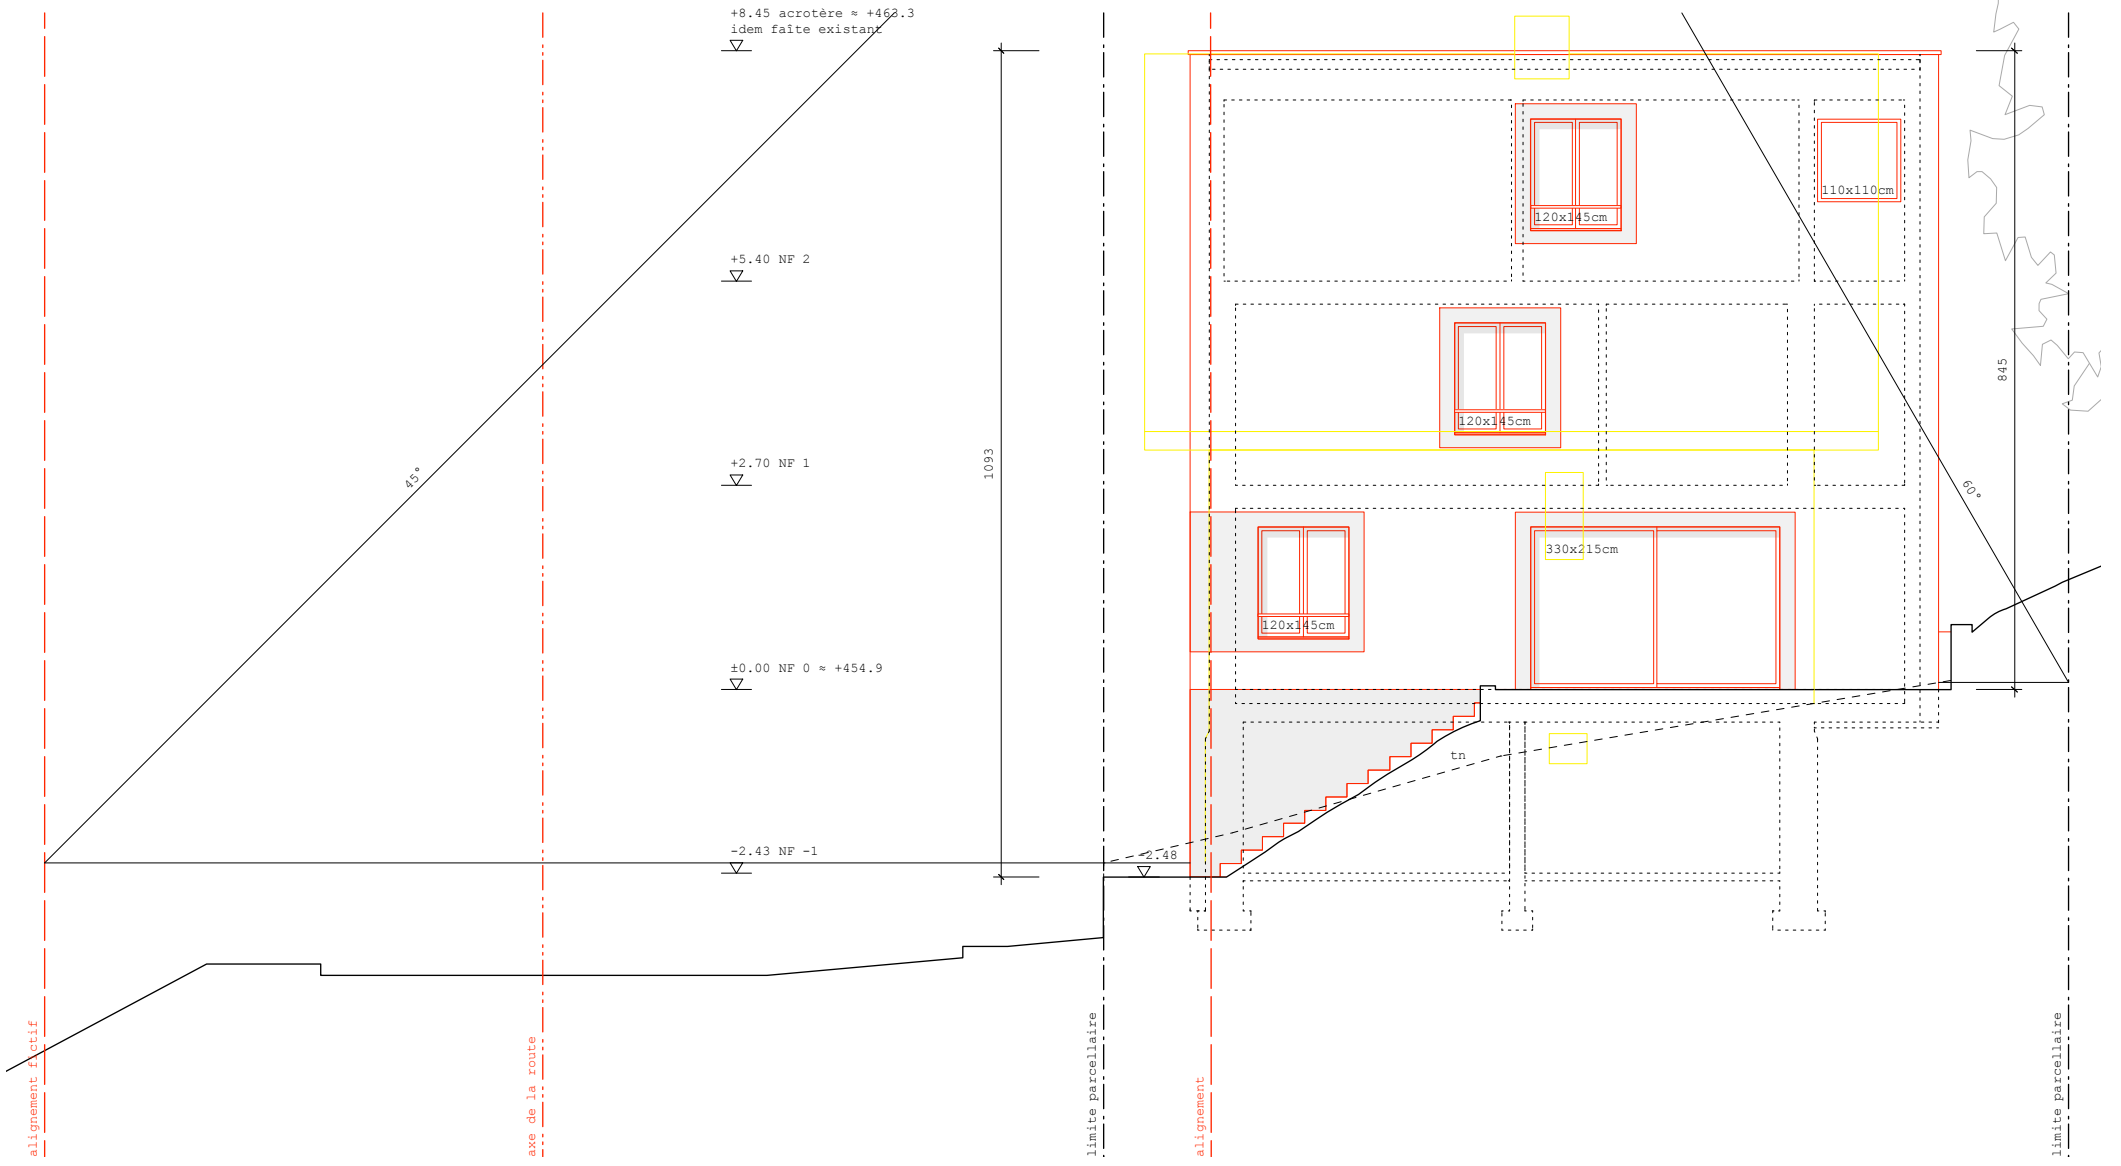 +8.45 acrotère ≈ +463.3
idem faîte existant
110x110cm
120x145cm
+5.40 NF 2
845
120x145cm
+2.70 NF 1
1093
45°
60°
330x215cm
120x145cm
±0.00 NF 0 ≈ +454.9
tn
-2.43 NF -1
-2.48
alignement fictif
axe de la route
limite parcellaire
alignement
limite parcellaire